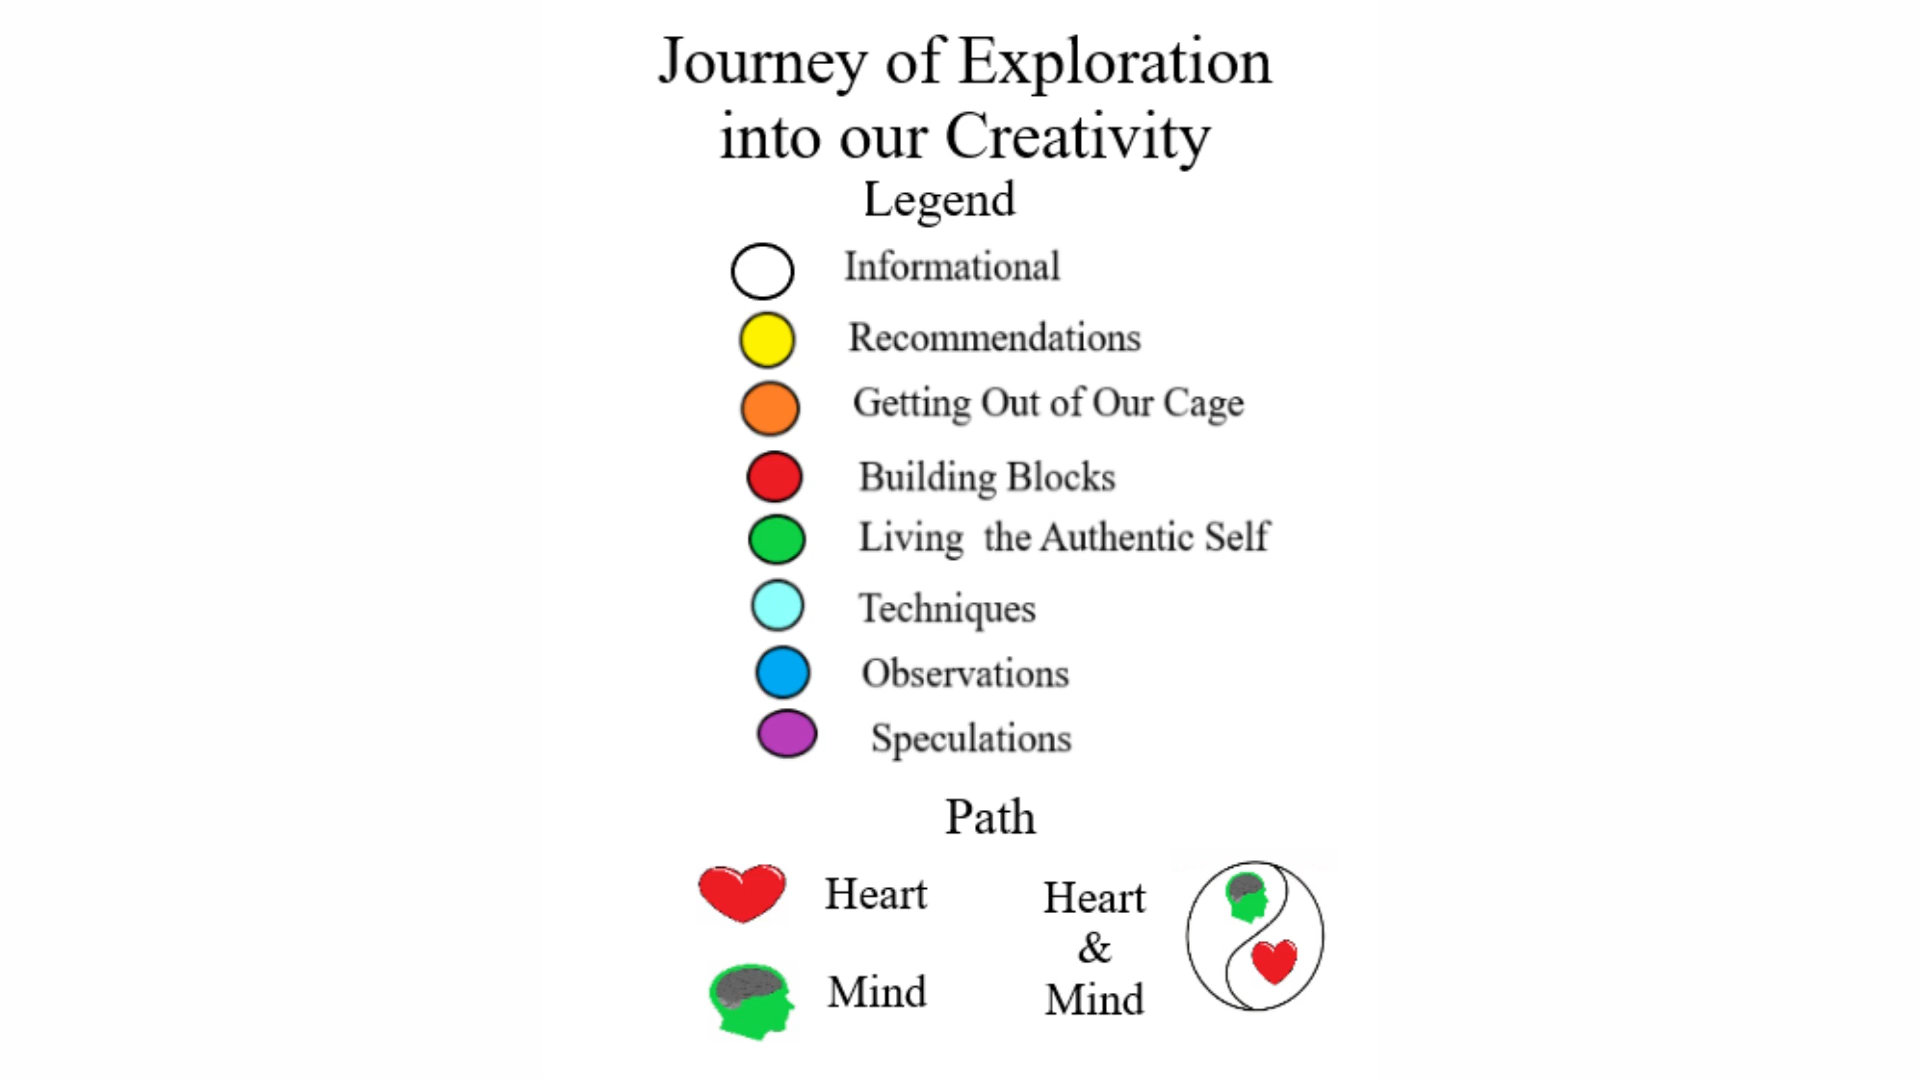 Journey of Exploration
into our Creativity
Legend
Informational
Recommendations
Getting Out of Our Cage
Building Blocks
Living the Authentic Self
Techniques
Observations
Speculations
Path
Heart
Mind
Heart
&
Mind